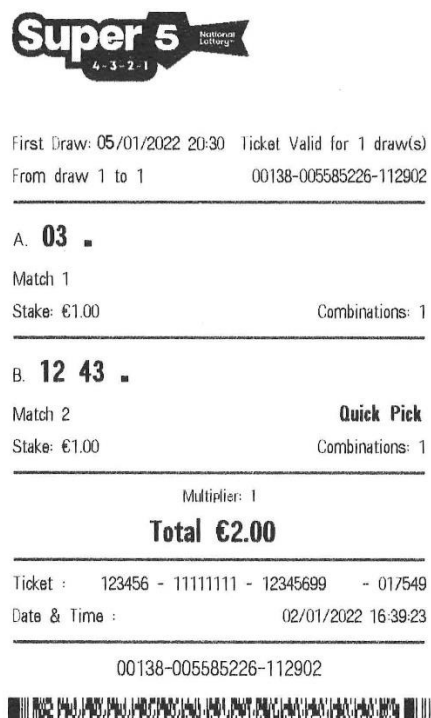 Super 5 National Lottery
4-3-2-1
First Draw: 05/01/2022 20:30 Ticket Valid for 1 draw(s)
From draw 1 to 1 00138-005585226-112902
A. 03 .
Match 1
Stake: €1.00 Combinations: 1
B. 12 43 .
Match 2 Quick Pick
Stake: €1.00 Combinations: 1
Multiplier: 1
Total €2.00
Ticket : 123456 - 11111111 - 12345699 - 017549
Date & Time : 02/01/2022 16:39:23
00138-005585226-112902